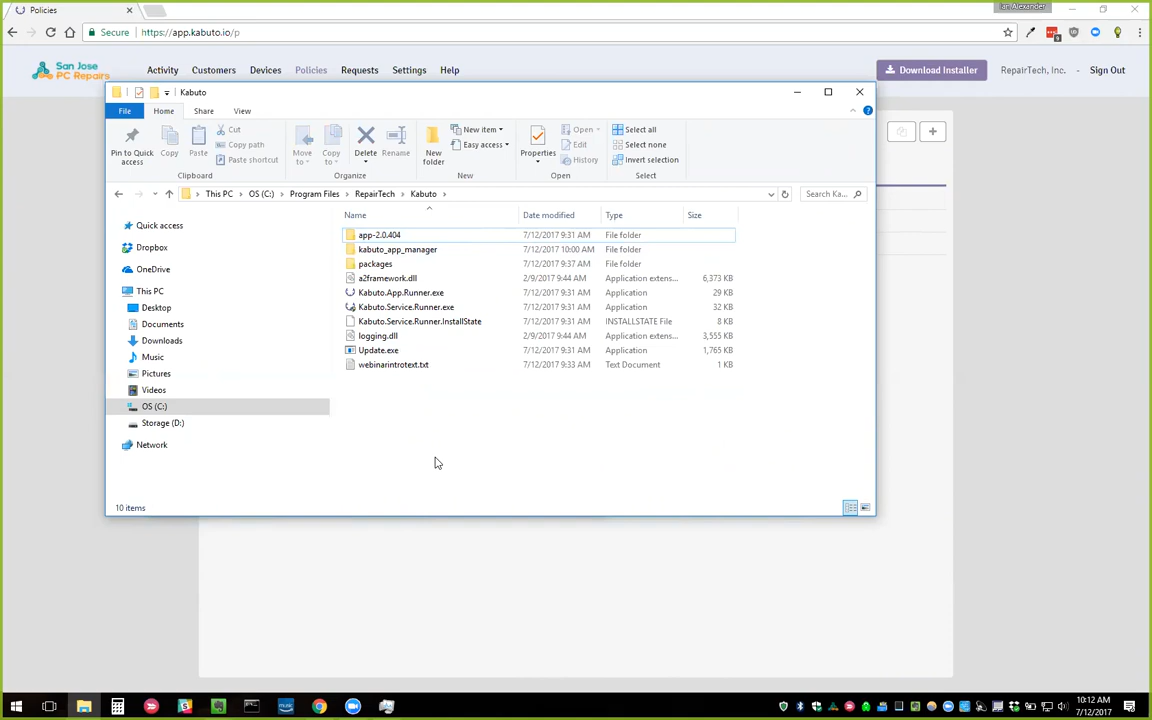 Policies
Ian Alexander
Secure
https://app.kabuto.io/p
San Jose
PC Repairs
Activity
Customers
Devices
Policies
Requests
Settings
Help
Download Installer
RepairTech, Inc.
Sign Out
Kabuto
File
Home
Share
View
Pin to Quick
access
Copy
Paste
Cut
Copy path
Paste shortcut
Clipboard
Move
to
Copy
to
Delete
Rename
Organize
New
folder
New item
Easy access
New
Properties
Open
Edit
History
Open
Select all
Select none
Invert selection
Select
This PC
OS (C:)
Program Files
RepairTech
Kabuto
Search Ka...
Name
Date modified
Type
Size
Quick access
Dropbox
OneDrive
This PC
Desktop
Documents
Downloads
Music
Pictures
Videos
OS (C:)
Storage (D:)
Network
app-2.0.404 7/12/2017 9:31 AM File folder
kabuto_app_manager 7/12/2017 10:00 AM File folder
packages 7/12/2017 9:37 AM File folder
a2framework.dll 2/9/2017 9:44 AM Application extens... 6,373 KB
Kabuto.App.Runner.exe 7/12/2017 9:31 AM Application 29 KB
Kabuto.Service.Runner.exe 7/12/2017 9:31 AM Application 32 KB
Kabuto.Service.Runner.InstallState 7/12/2017 9:31 AM INSTALLSTATE File 8 KB
logging.dll 2/9/2017 9:44 AM Application extens... 3,555 KB
Update.exe 7/12/2017 9:31 AM Application 1,765 KB
webinarintrotext.txt 7/12/2017 9:33 AM Text Document 1 KB
10 items
music
10:12 AM
7/12/2017